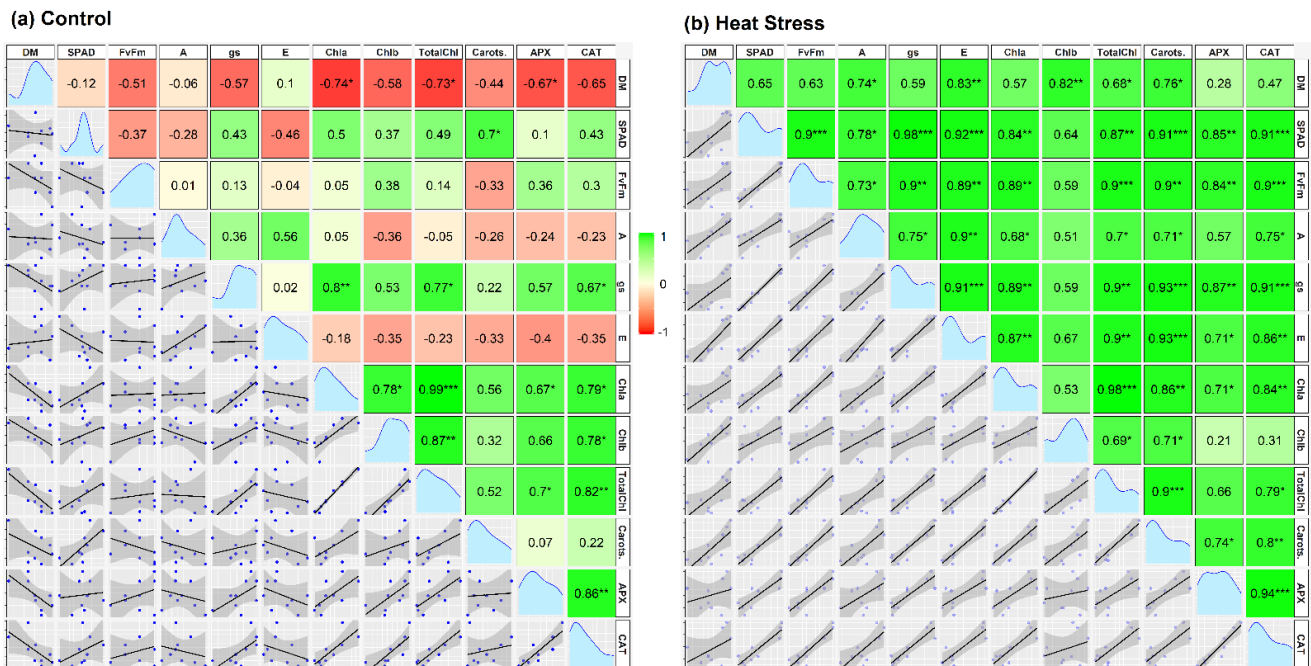 (a) Control
(b) Heat Stress
DM SPAD FvFm A gs E Chla Chlb TotalChl Carots. APX CAT
-0.12 -0.51 -0.06 -0.57 0.1 -0.74* -0.58 -0.73* -0.44 -0.67* -0.65 DM
-0.37 -0.28 0.43 -0.46 0.5 0.37 0.49 0.7* 0.1 0.43 SPAD
0.01 0.13 -0.04 0.05 0.38 0.14 -0.33 0.36 0.3 FvFm
0.36 0.56 0.05 -0.36 -0.05 -0.26 -0.24 -0.23 A
0.02 0.8** 0.53 0.77* 0.22 0.57 0.67* gs
-0.18 -0.35 -0.23 -0.33 -0.4 -0.35 E
0.78* 0.99*** 0.56 0.67* 0.79* Chla
0.87** 0.32 0.66 0.78* Chlb
0.52 0.7* 0.82** TotalChl
0.07 0.22 Carots.
0.86** APX
CAT
1
0
-1
DM SPAD FvFm A gs E Chla Chlb TotalChl Carots. APX CAT
0.65 0.63 0.74* 0.59 0.83** 0.57 0.82** 0.68* 0.76* 0.28 0.47 DM
0.9*** 0.78* 0.98*** 0.92*** 0.84** 0.64 0.87** 0.91*** 0.85** 0.91*** SPAD
0.73* 0.9** 0.89** 0.89** 0.59 0.9*** 0.9** 0.84** 0.9*** FvFm
0.75* 0.9** 0.68* 0.51 0.7* 0.71* 0.57 0.75* A
0.91*** 0.89** 0.59 0.9** 0.93*** 0.87** 0.91*** gs
0.87** 0.67 0.9** 0.93*** 0.71* 0.86** E
0.53 0.98*** 0.86** 0.71* 0.84** Chla
0.69* 0.71* 0.21 0.31 Chlb
0.9*** 0.66 0.79* TotalChl
0.74* 0.8** Carots.
0.94*** APX
CAT